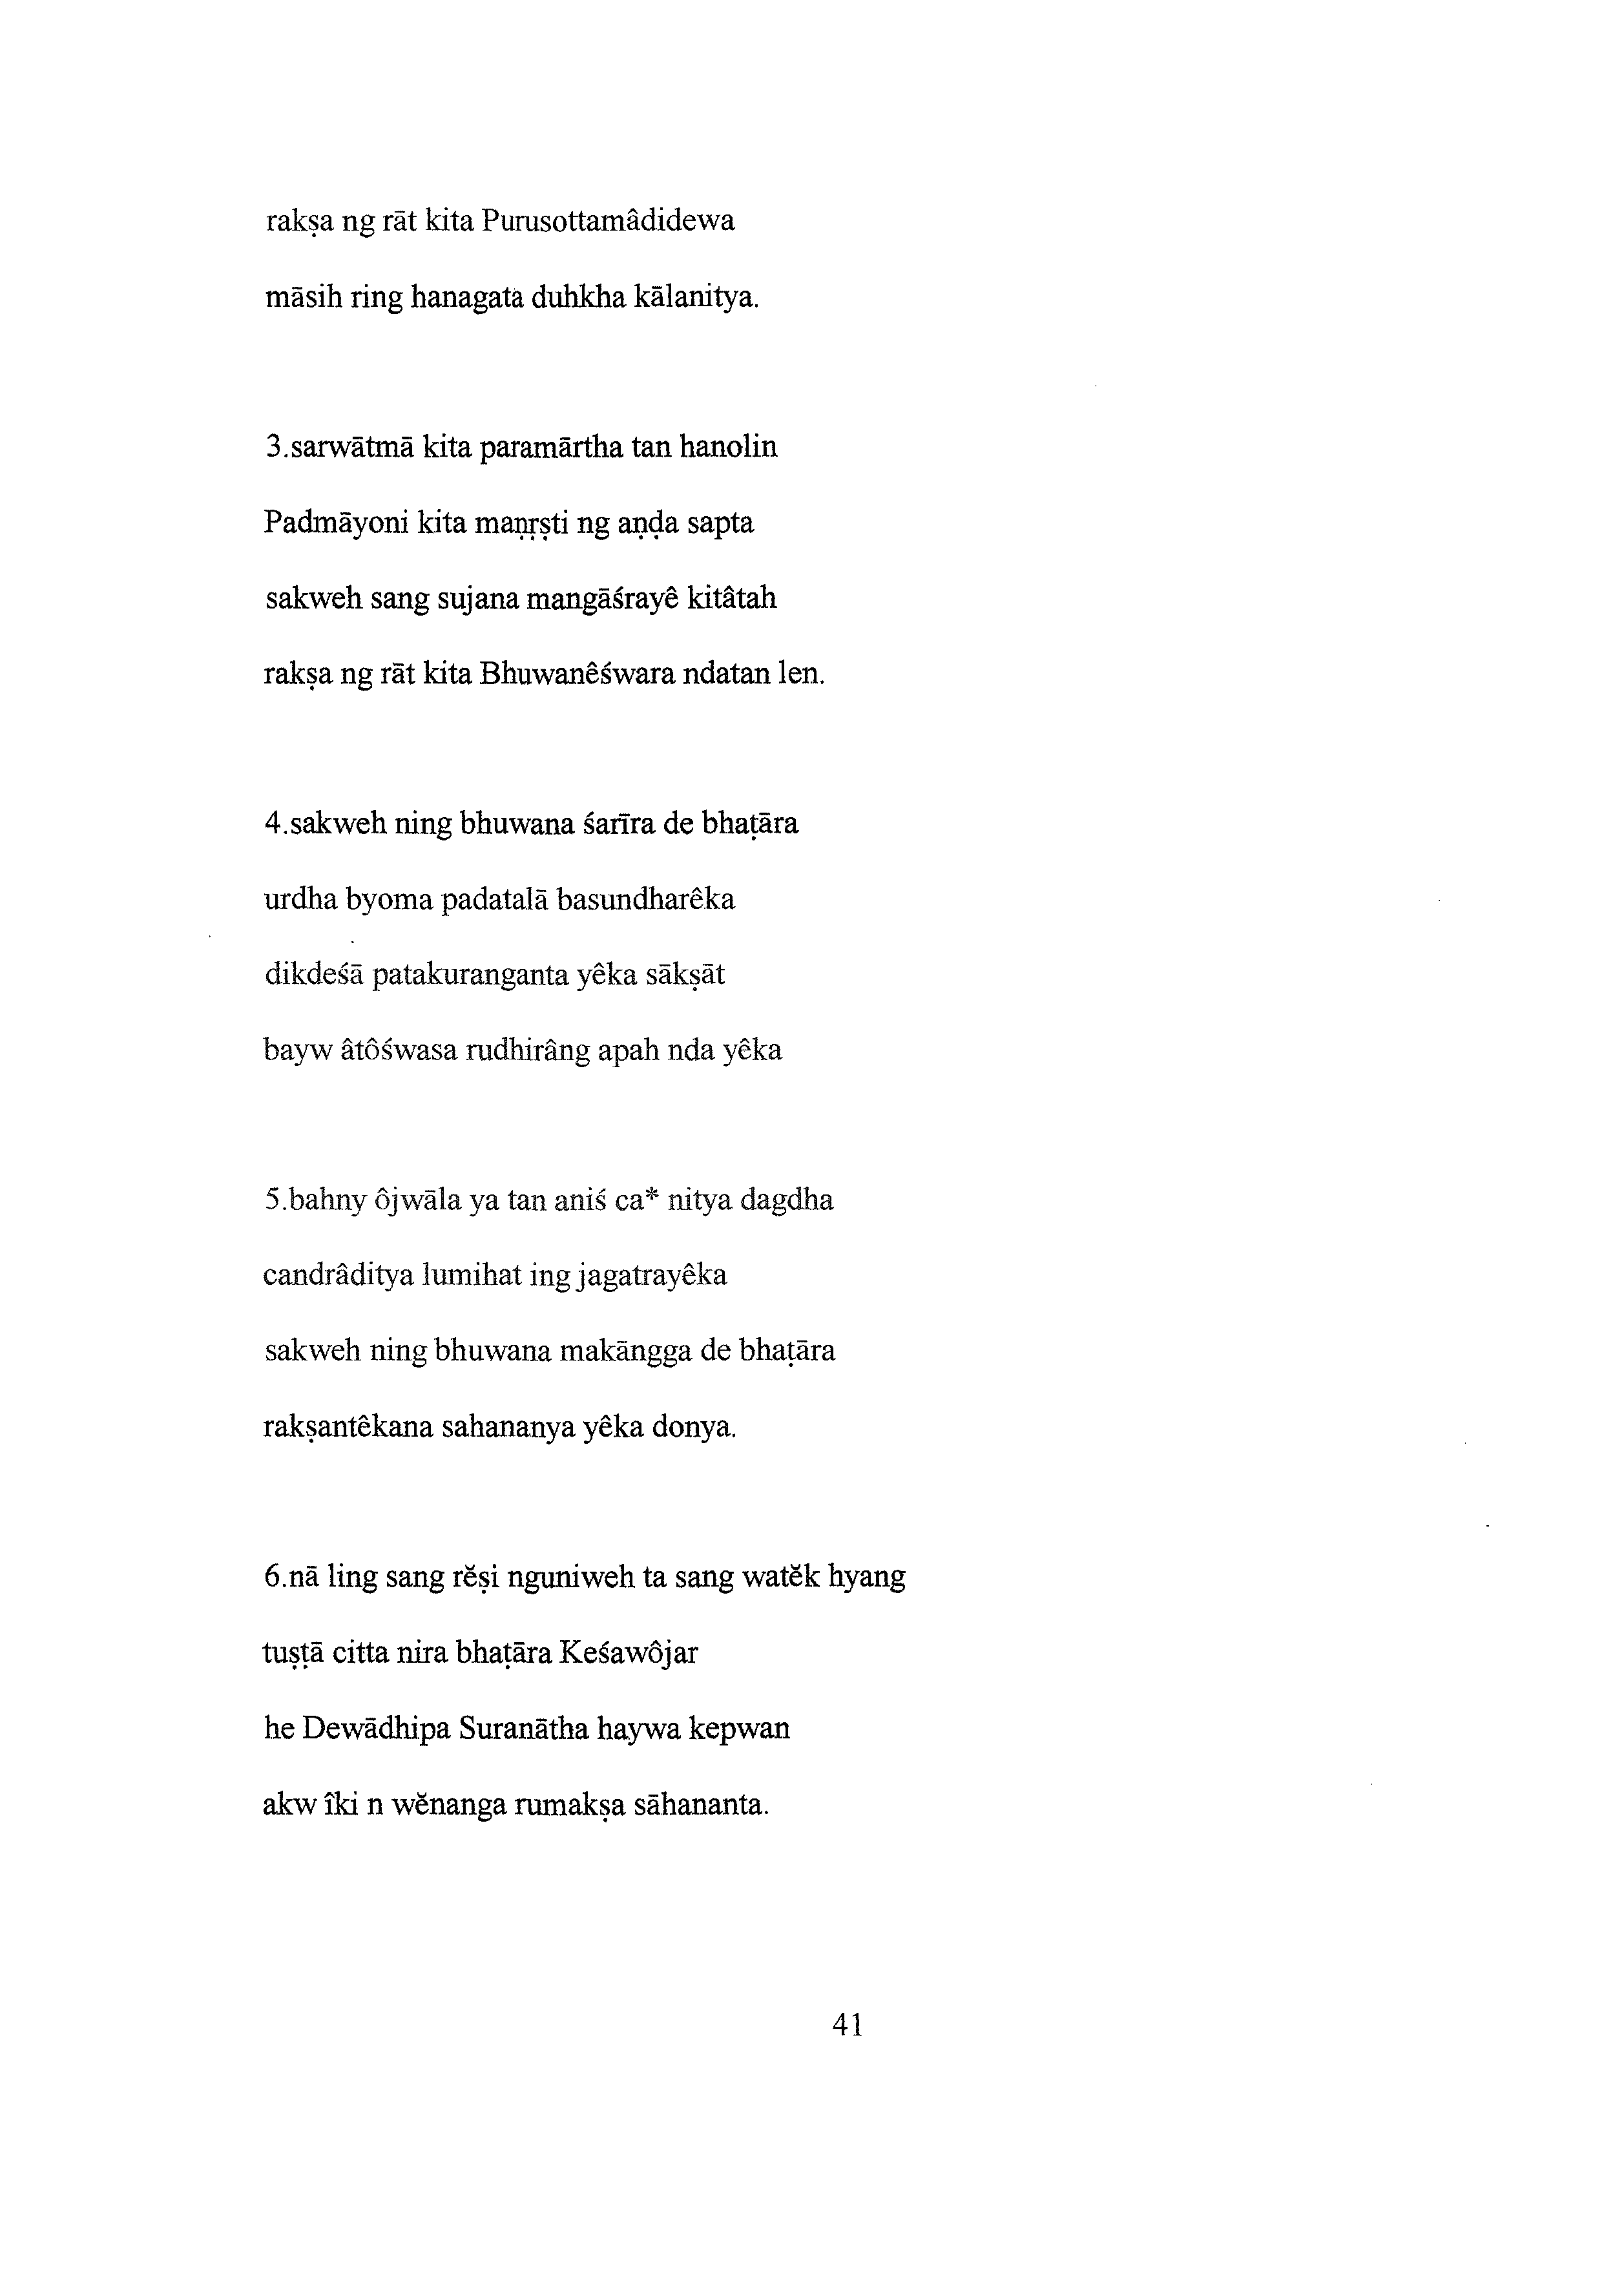 rakṣa ng rāt kita Purusottamâdidewa
māsih ring hanagata duhkha kālanitya.
3.sarwātmā kita paramārtha tan hanolin
Padmāyoni kita maṇṛṣti ng aṇḍa sapta
sakweh sang sujana mangāśrayê kitâtah
rakṣa ng rāt kita Bhuwanêśwara ndatan len.
4.sakweh ning bhuwana śarīra de bhaṭāra
urdha byoma padatalā basundharêka
dikdeśā patakuranganta yêka sākṣāt
bayw âtôśwasa rudhirâng apah nda yêka
5.bahny ôjwāla ya tan aniś ca* nitya dagdha
candrâditya lumihat ing jagatrayêka
sakweh ning bhuwana makāngga de bhaṭāra
rakṣantêkana sahananya yêka donya.
6.nā ling sang rĕṣi nguniweh ta sang watĕk hyang
tuṣṭā citta nira bhaṭāra Keśawôjar
he Dewādhipa Suranātha haywa kepwan
akw îki n wĕnanga rumakṣa sāhananta.
41